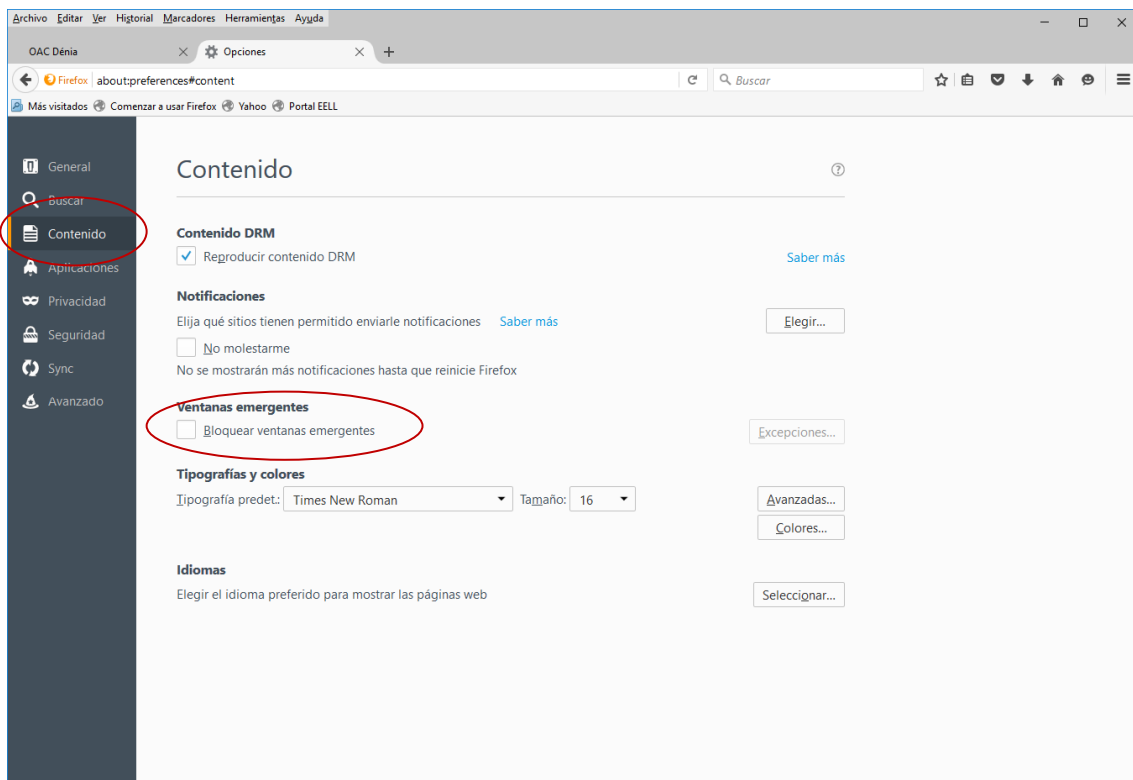 Archivo Editar Ver Historial Marcadores Herramientas Ayuda
OAC Dénia Opciones
Firefox about:preferences#content Buscar
Más visitados Comenzar a usar Firefox Yahoo Portal EELL
General
Buscar
Contenido
Aplicaciones
Privacidad
Seguridad
Sync
Avanzado
Contenido
Contenido DRM
Reproducir contenido DRM Saber más
Notificaciones
Elija qué sitios tienen permitido enviarle notificaciones Saber más Elegir...
No molestarme
No se mostrarán más notificaciones hasta que reinicie Firefox
Ventanas emergentes
Bloquear ventanas emergentes Excepciones...
Tipografías y colores
Tipografía predet.: Times New Roman Tamaño: 16 Avanzadas...
Colores...
Idiomas
Elegir el idioma preferido para mostrar las páginas web Seleccionar...